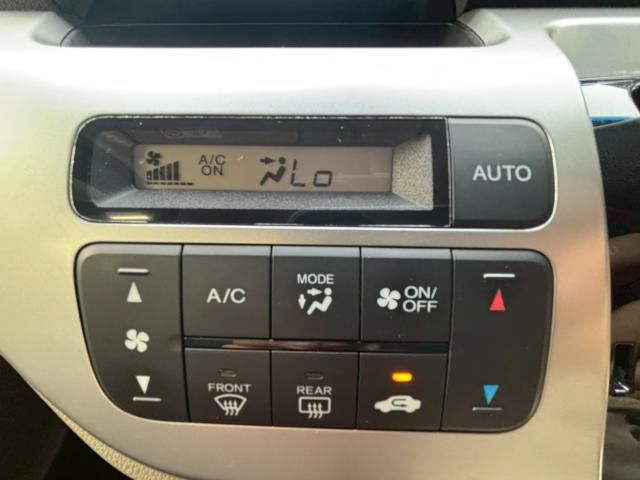 A/C
ON
Lo
AUTO
A/C
MODE
ON/
OFF
FRONT
REAR